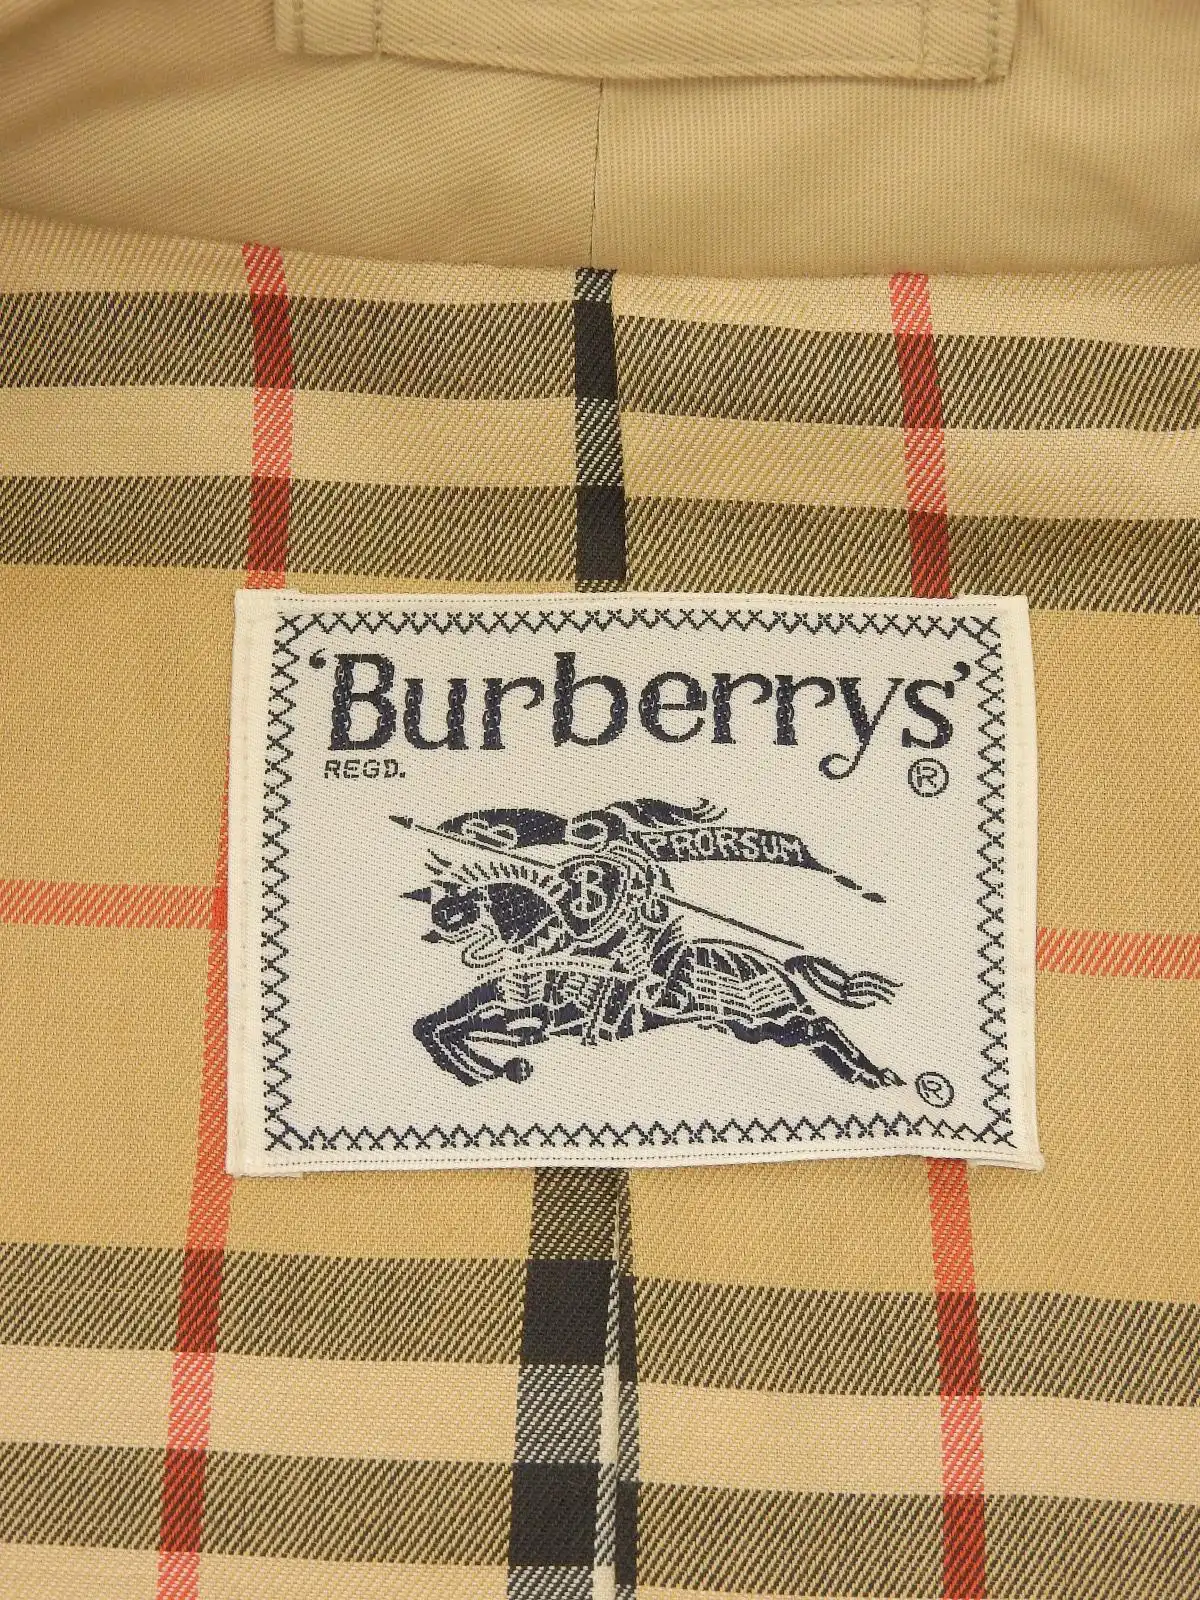 'Burberrys'
REGD. ®
PRORSUM
B
®